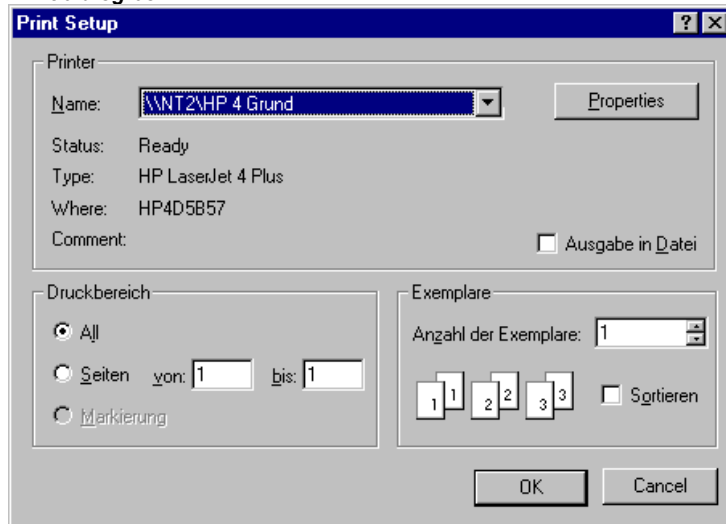 Print Setup
Printer
Name: \\NT2\HP 4 Grund Properties
Status: Ready
Type: HP LaserJet 4 Plus
Where: HP4D5B57
Comment: Ausgabe in Datei
Druckbereich
All
Seiten von: 1 bis: 1
Markierung
Exemplare
Anzahl der Exemplare: 1
1 1 2 2 3 3 Sortieren
OK Cancel